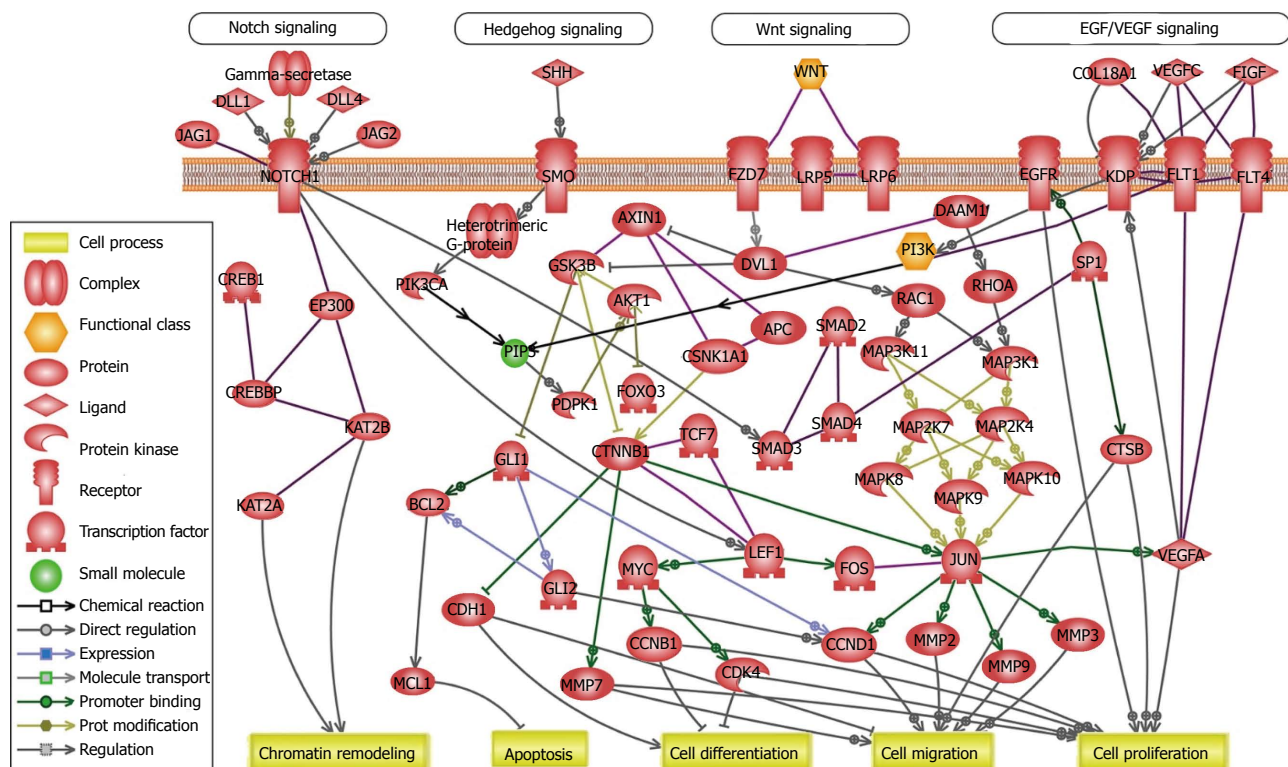 Notch signaling
Hedgehog signaling
Wnt signaling
EGF/VEGF signaling
Gamma-secretase
DLL1
DLL4
JAG1
JAG2
NOTCH1
SHH
SMO
WNT
FZD7
LRP5
LRP6
COL18A1
VEGFC
FIGF
EGFR
KDP
FLT1
FLT4
Cell process
Complex
Functional class
Protein
Ligand
Protein kinase
Receptor
Transcription factor
Small molecule
Chemical reaction
Direct regulation
Expression
Molecule transport
Promoter binding
Prot modification
Regulation
CREB1
EP300
CREBBP
KAT2B
KAT2A
Heterotrimeric
G-protein
PIK3CA
AXIN1
GSK3B
AKT1
PIP3
PDPK1
FOXO3
CSNK1A1
APC
DVL1
DAAM1
PI3K
RAC1
RHOA
SP1
SMAD2
SMAD4
SMAD3
MAP3K11
MAP3K1
MAP2K7
MAP2K4
MAPK8
MAPK9
MAPK10
CTSB
GLI1
BCL2
GLI2
CTNNB1
TCF7
LEF1
MYC
FOS
JUN
VEGFA
CDH1
CCNB1
CDK4
MMP7
CCND1
MMP2
MMP9
MMP3
MCL1
Chromatin remodeling
Apoptosis
Cell differentiation
Cell migration
Cell proliferation